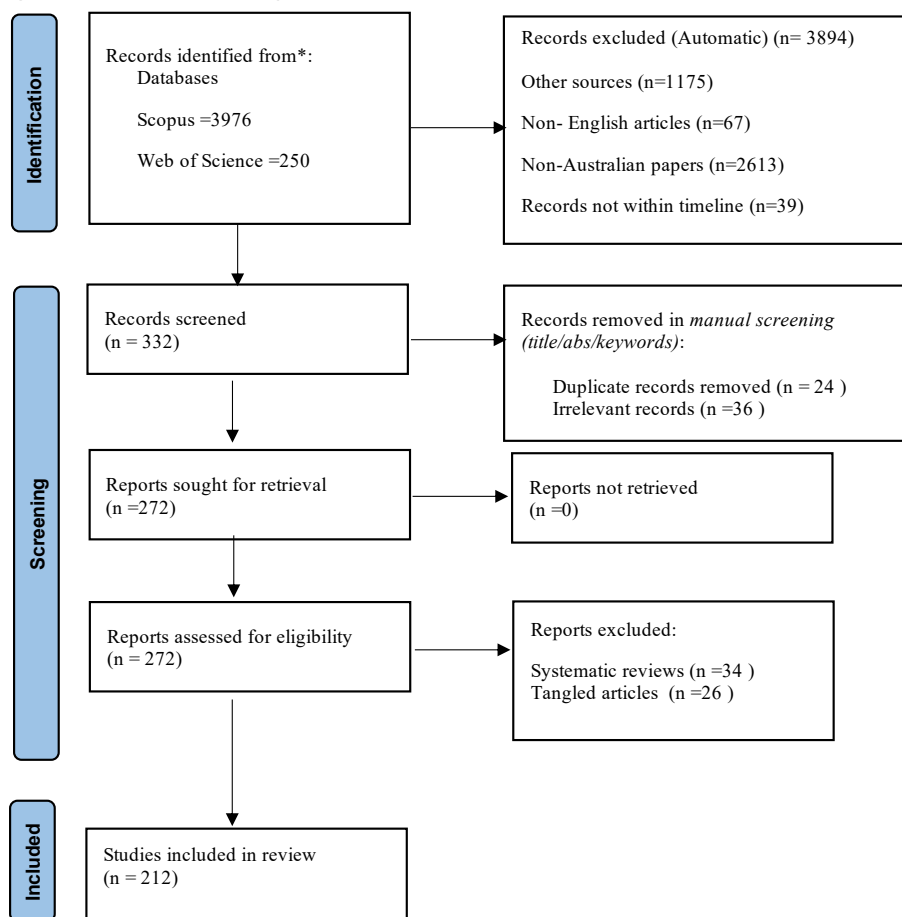 Identification
Records identified from*:
Databases
Scopus =3976
Web of Science =250
Records excluded (Automatic) (n= 3894)
Other sources (n=1175)
Non- English articles (n=67)
Non-Australian papers (n=2613)
Records not within timeline (n=39)
Screening
Records screened
(n = 332)
Records removed in manual screening
(title/abs/keywords):
Duplicate records removed (n = 24 )
Irrelevant records (n =36 )
Reports sought for retrieval
(n =272)
Reports not retrieved
(n =0)
Reports assessed for eligibility
(n = 272)
Reports excluded:
Systematic reviews (n =34 )
Tangled articles (n =26 )
Included
Studies included in review
(n = 212)